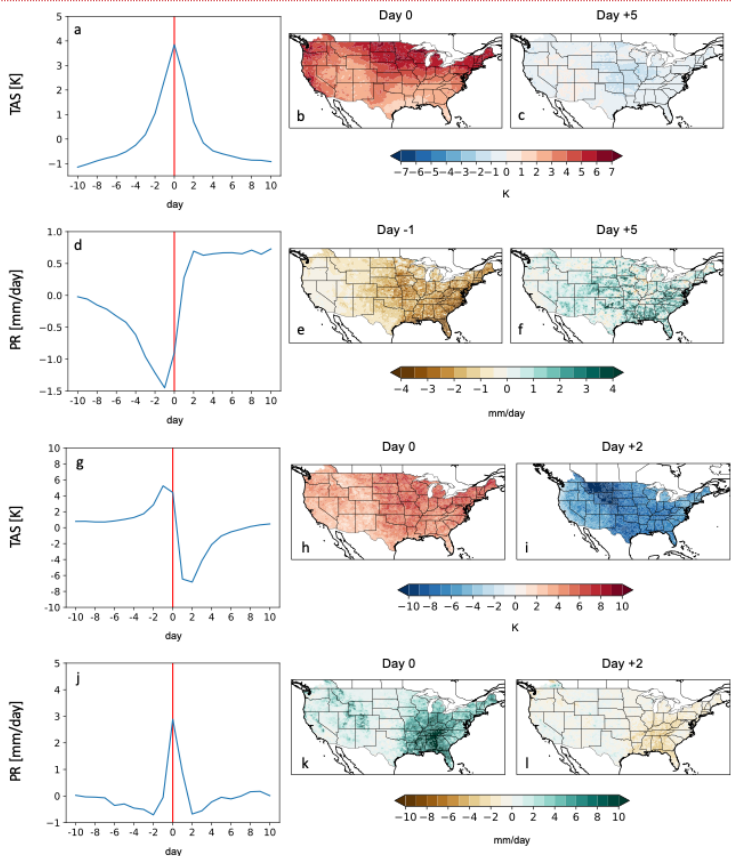 Day 0 Day +5
a
TAS [K]
5
4
3
2
1
0
−1
-10 -8 -6 -4 -2 0 2 4 6 8 10
day
b
c
−7−6−5−4−3−2−1 0 1 2 3 4 5 6 7
K
Day -1 Day +5
d
PR [mm/day]
1.0
0.5
0.0
−0.5
−1.0
−1.5
-10 -8 -6 -4 -2 0 2 4 6 8 10
day
e
f
−4 −3 −2 −1 0 1 2 3 4
mm/day
Day 0 Day +2
g
TAS [K]
10
8
6
4
2
0
-2
-4
-6
-8
-10
-10 -8 -6 -4 -2 0 2 4 6 8 10
day
h
i
−10 −8 −6 −4 −2 0 2 4 6 8 10
K
Day 0 Day +2
j
PR [mm/day]
5
4
3
2
1
0
−1
-10 -8 -6 -4 -2 0 2 4 6 8 10
day
k
l
−10 −8 −6 −4 −2 0 2 4 6 8 10
mm/day